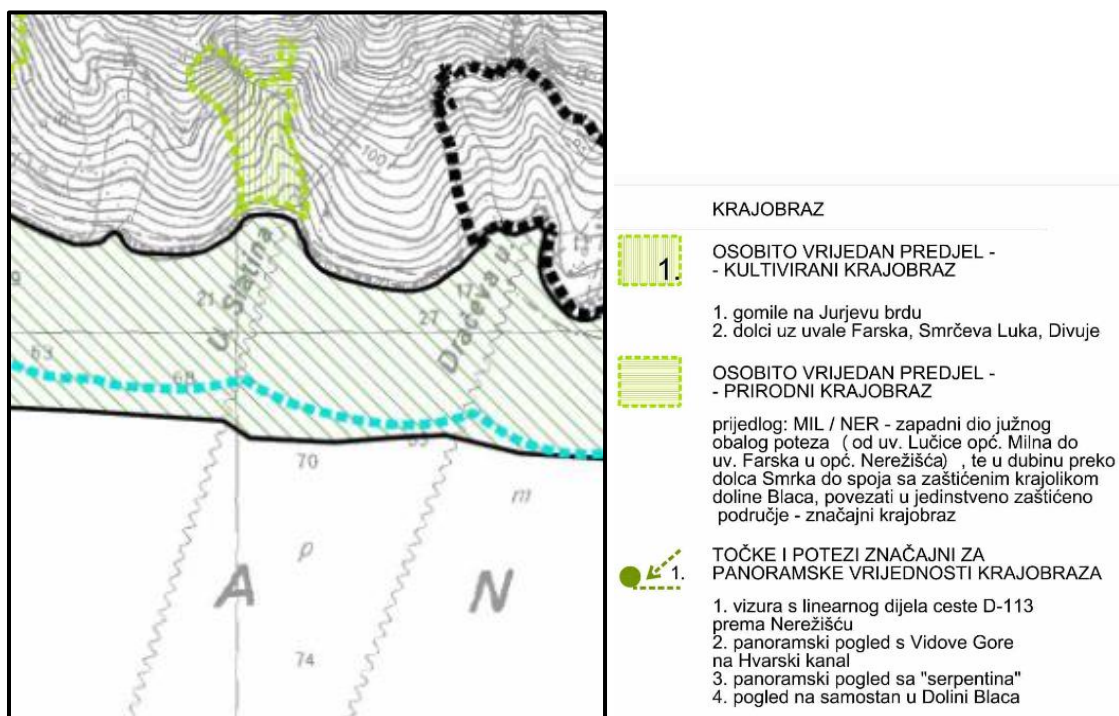 100
21
U. Slatina
27
Dračeva u.
63
68
70
m
p
A
N
74
KRAJOBRAZ
OSOBITO VRIJEDAN PREDJEL -
- KULTIVIRANI KRAJOBRAZ
1.
1. gomile na Jurjevu brdu
2. dolci uz uvale Farska, Smrčeva Luka, Divuje
OSOBITO VRIJEDAN PREDJEL -
- PRIRODNI KRAJOBRAZ
prijedlog: MIL / NER - zapadni dio južnog
obalog poteza ( od uv. Lučice opć. Milna do
uv. Farska u opć. Nerežišća) , te u dubinu preko
dolca Smrka do spoja sa zaštićenim krajolikom
doline Blaca, povezati u jedinstveno zaštićeno
područje - značajni krajobraz
TOČKE I POTEZI ZNAČAJNI ZA
1. PANORAMSKE VRIJEDNOSTI KRAJOBRAZA
1. vizura s linearnog dijela ceste D-113
prema Nerežišću
2. panoramski pogled s Vidove Gore
na Hvarski kanal
3. panoramski pogled sa "serpentina"
4. pogled na samostan u Dolini Blaca